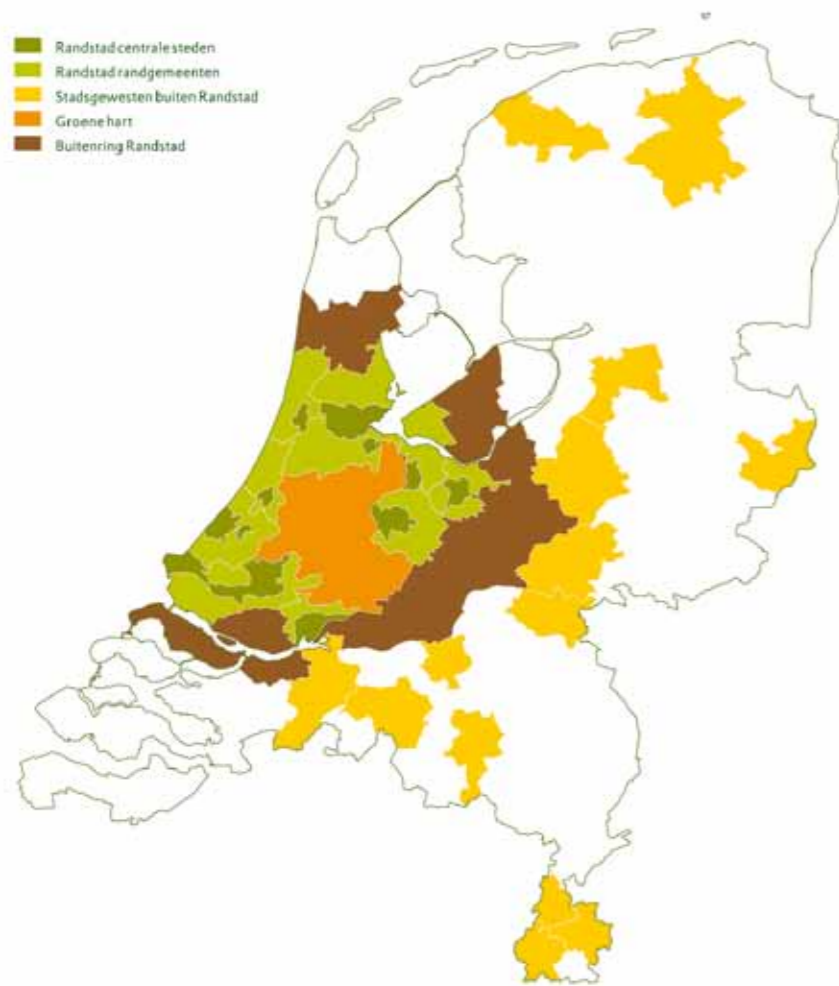 Randstad centrale steden
Randstad randgemeenten
Stadsgewesten buiten Randstad
Groene hart
Buitenring Randstad